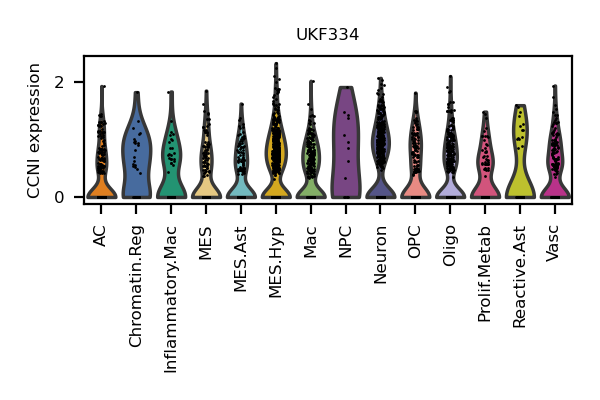 UKF334
CCNI expression
2
0
AC
Chromatin.Reg
Inflammatory.Mac
MES
MES.Ast
MES.Hyp
Mac
NPC
Neuron
OPC
Oligo
Prolif.Metab
Reactive.Ast
Vasc